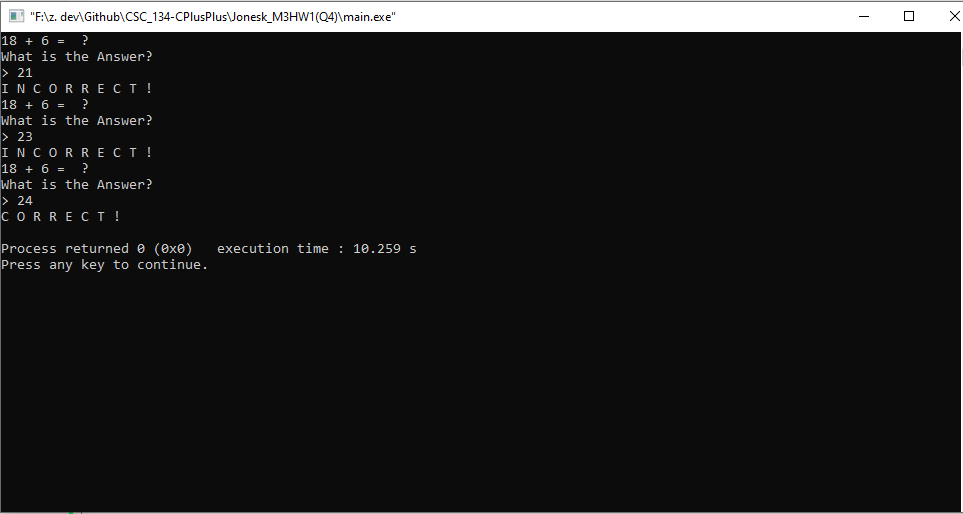 "F:\z. dev\Github\CSC_134-CPlusPlus\Jonesk_M3HW1(Q4)\main.exe"
18 + 6 =  ?
What is the Answer?
> 21
I N C O R R E C T !
18 + 6 =  ?
What is the Answer?
> 23
I N C O R R E C T !
18 + 6 =  ?
What is the Answer?
> 24
C O R R E C T !
Process returned 0 (0x0)   execution time : 10.259 s
Press any key to continue.